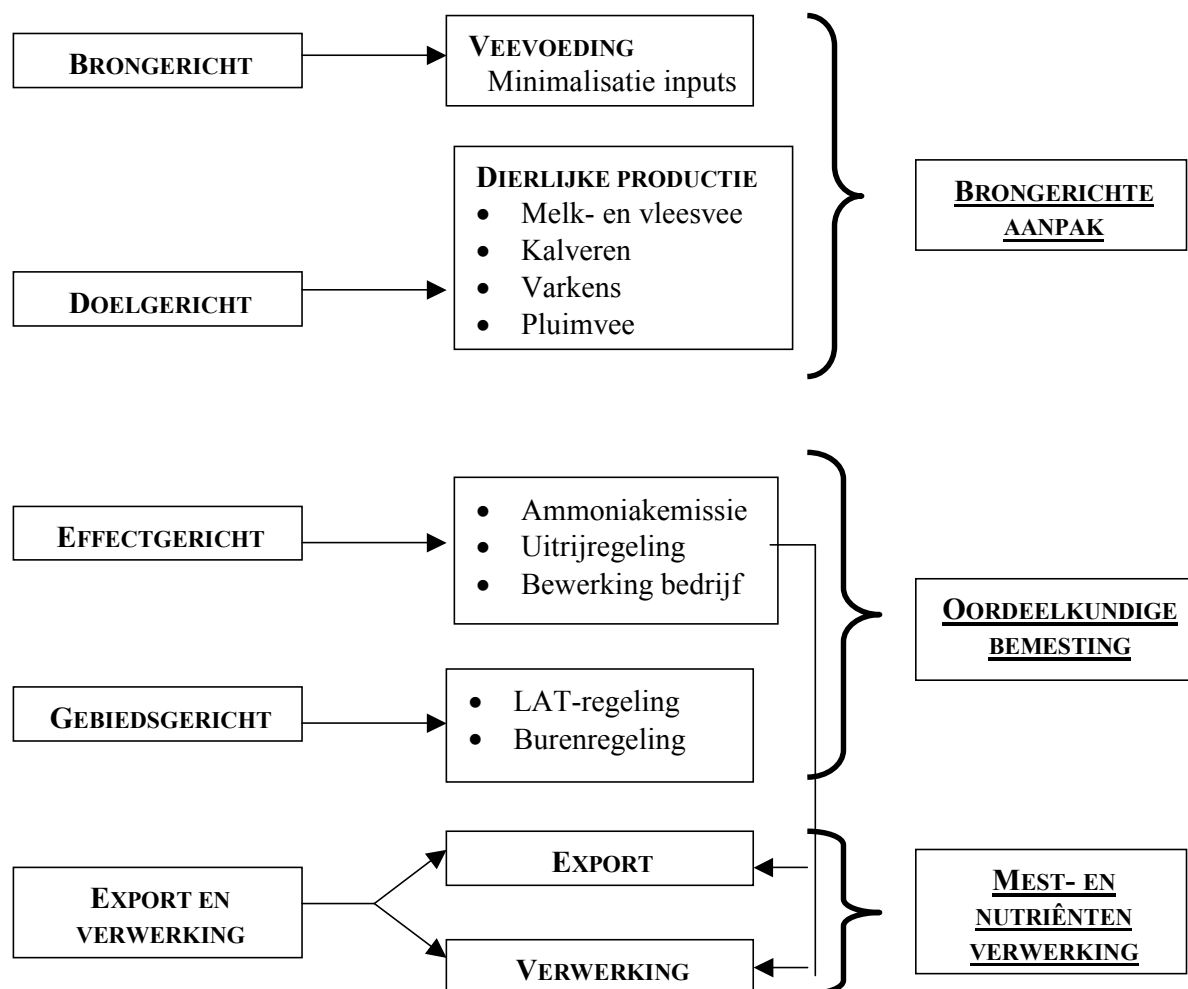 BRONGERICHT
VEEVOEDING
Minimalisatie inputs
DIERLIJKE PRODUCTIE
• Melk- en vleesvee
• Kalveren
• Varkens
• Pluimvee
DOELGERICHT
BRONGERICHTE
AANPAK
EFFECTGERICHT
• Ammoniakemissie
• Uitrijregeling
• Bewerking bedrijf
GEBIEDSGERICHT
• LAT-regeling
• Burenregeling
OORDEELKUNDIGE
BEMESTING
EXPORT EN
VERWERKING
EXPORT
VERWERKING
MEST- EN
NUTRIÊNTEN
VERWERKING